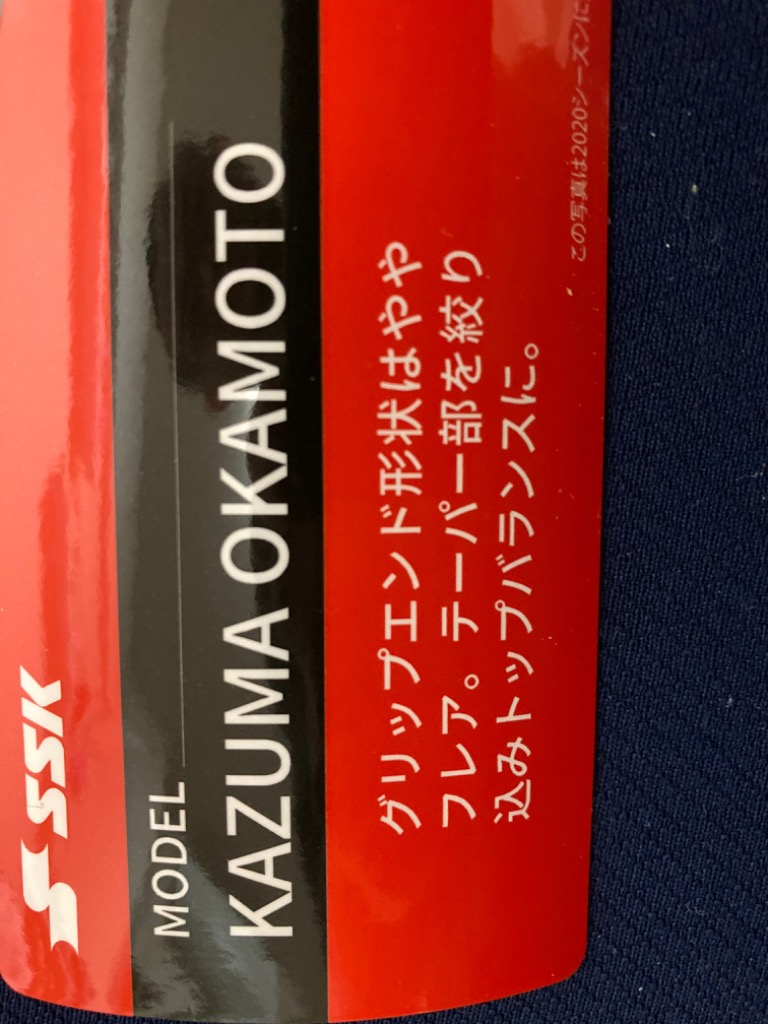 SSK
MODEL
KAZUMA OKAMOTO
グリップエンド形状はやや
フレア。テーパー部を絞り
込みトップバランスに。
この写真は2020シーズンに